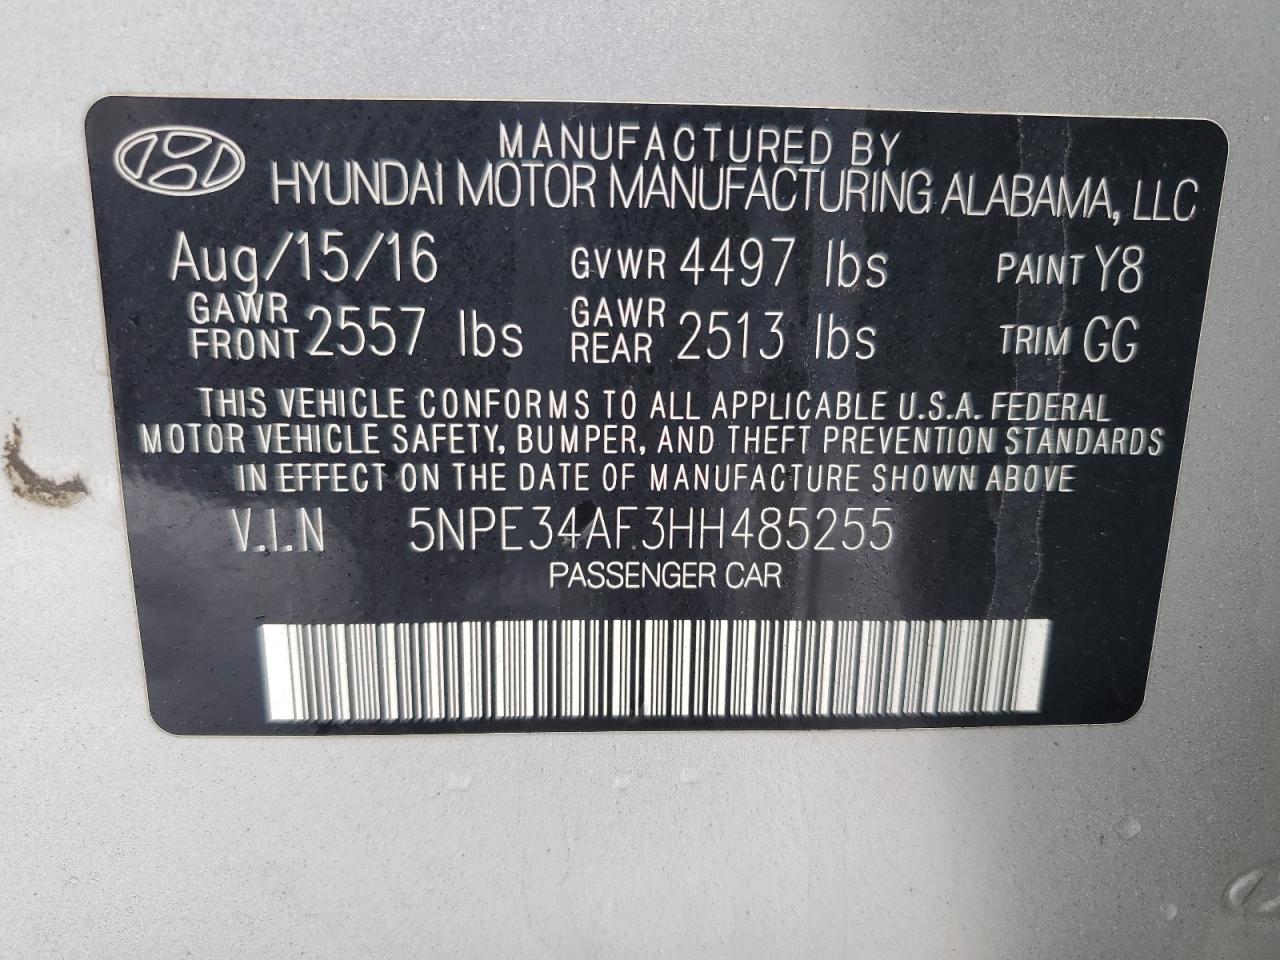 MANUFACTURED BY
HYUNDAI MOTOR MANUFACTURING ALABAMA, LLC
Aug/15/16 GVWR 4497 lbs PAINT Y8
GAWR FRONT 2557 lbs GAWR REAR 2513 lbs TRIM GG
THIS VEHICLE CONFORMS TO ALL APPLICABLE U.S.A. FEDERAL
MOTOR VEHICLE SAFETY, BUMPER, AND THEFT PREVENTION STANDARDS
IN EFFECT ON THE DATE OF MANUFACTURE SHOWN ABOVE
V.I.N 5NPE34AF3HH485255
PASSENGER CAR